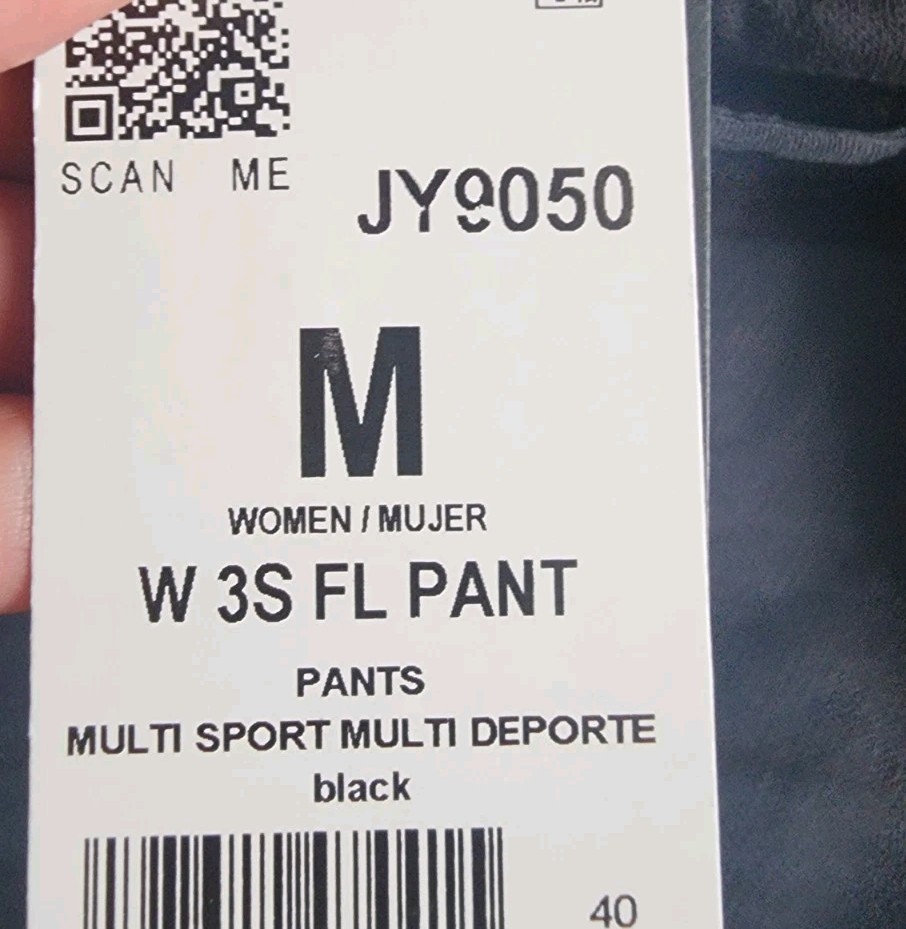 SCAN ME
JY9050
M
WOMEN / MUJER
W 3S FL PANT
PANTS
MULTI SPORT MULTI DEPORTE
black
40